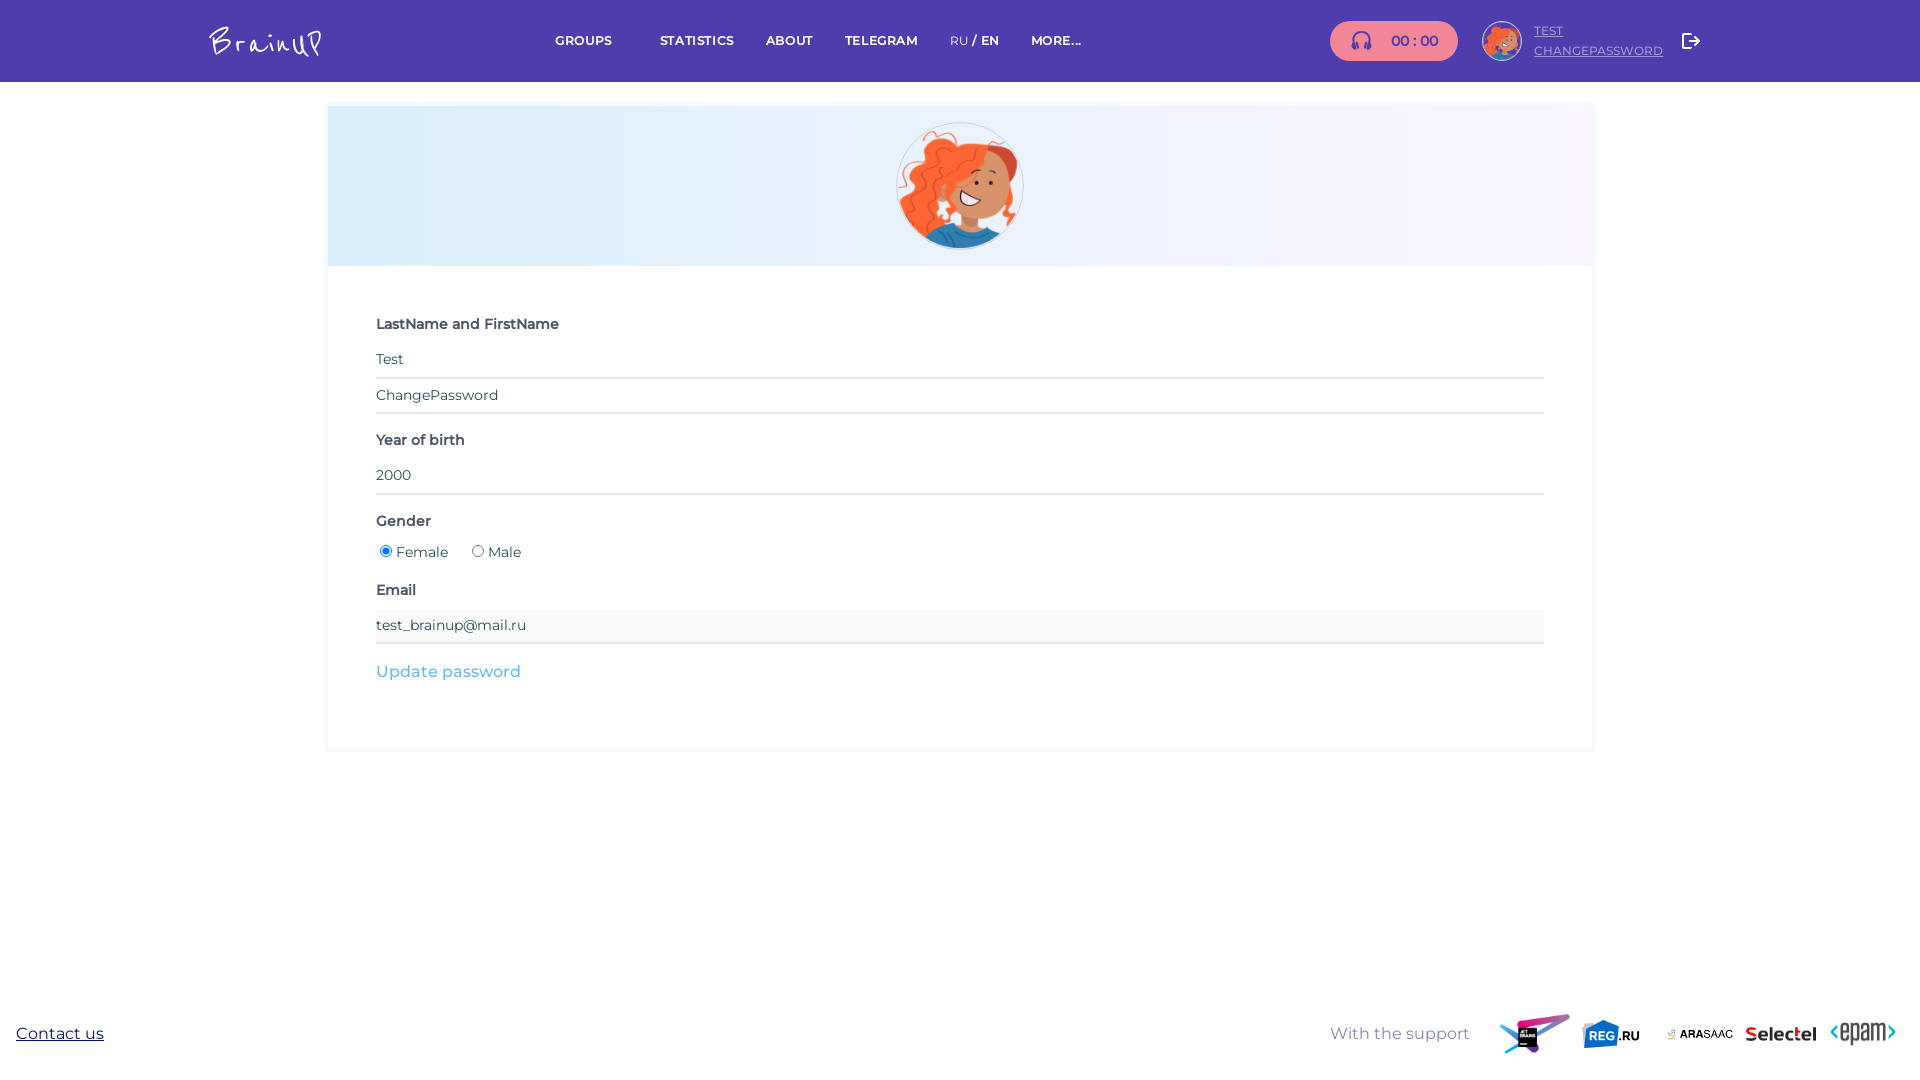 BrainUP
GROUPS STATISTICS ABOUT TELEGRAM RU / EN MORE...
00 : 00
TEST
CHANGEPASSWORD
LastName and FirstName
Test
ChangePassword
Year of birth
2000
Gender
Female Male
Email
test_brainup@mail.ru
Update password
Contact us
With the support
JET
BRAINS
REG.RU
ARASAAC
Selectel
<epam>